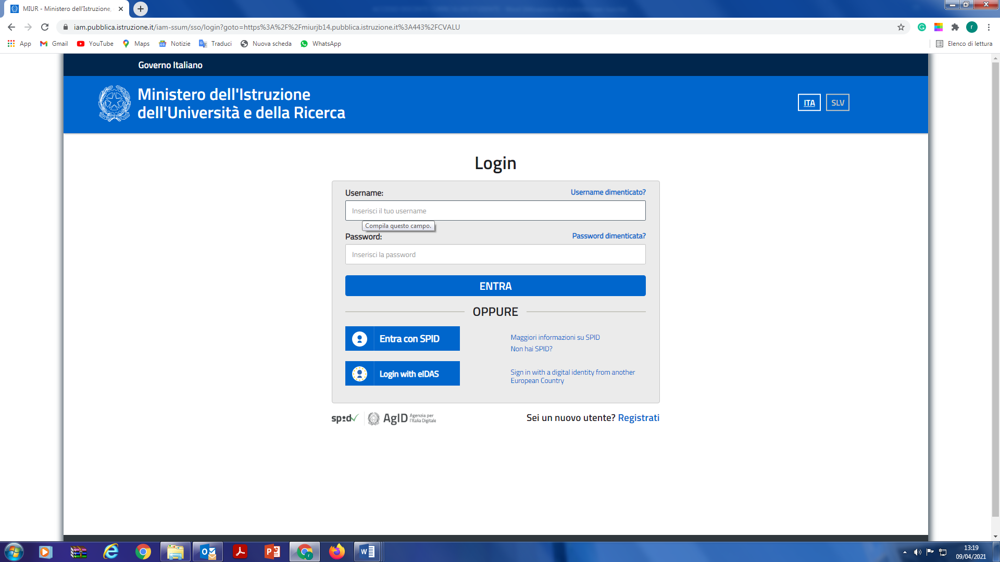 MIUR - Ministero dell'Istruzione,
iam.pubblica.istruzione.it/iam-ssum/sso/login?goto=https%3A%2F%2Fmiurjb14.pubblica.istruzione.it%3A443%2FCVALU
r
App Gmail YouTube Maps Notizie Traduci Nuova scheda WhatsApp Elenco di lettura
Governo Italiano
Ministero dell'Istruzione
dell'Università e della Ricerca
ITA SLV
Login
Username: Username dimenticato?
Inserisci il tuo username
Compila questo campo.
Password: Password dimenticata?
Inserisci la password
ENTRA
OPPURE
Entra con SPID
Maggiori informazioni su SPID
Non hai SPID?
Login with eIDAS
Sign in with a digital identity from another
European Country
spid AgID Agenzia per
l'Italia Digitale
Sei un nuovo utente? Registrati
13:19
09/04/2021